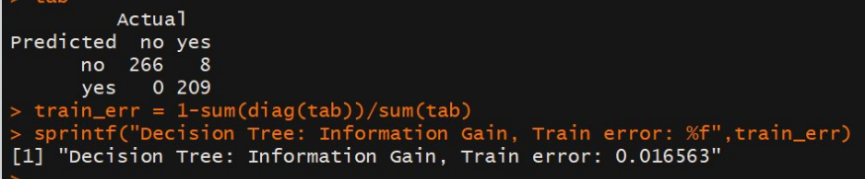 > tab
         Actual
Predicted  no yes
      no  266   8
      yes   0 209
> train_err = 1-sum(diag(tab))/sum(tab)
> sprintf("Decision Tree: Information Gain, Train error: %f",train_err)
[1] "Decision Tree: Information Gain, Train error: 0.016563"
>